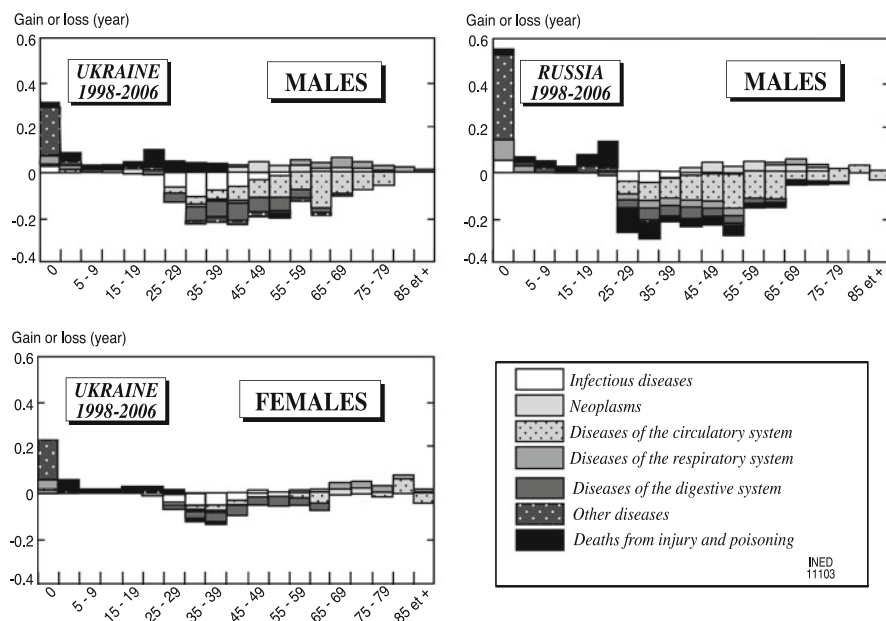 Gain or loss (year)
0.6
0.4
0.2
0
-0.2
-0.4
UKRAINE
1998-2006
MALES
0
5 - 9
15 - 19
25 - 29
35 - 39
45 - 49
55 - 59
65 - 69
75 - 79
85 et +
Gain or loss (year)
0.6
0.4
0.2
0
-0.2
-0.4
RUSSIA
1998-2006
MALES
0
5 - 9
15 - 19
25 - 29
35 - 39
45 - 49
55 - 59
65 - 69
75 - 79
85 et +
Gain or loss (year)
0.6
0.4
0.2
0
-0.2
-0.4
UKRAINE
1998-2006
FEMALES
0
5 - 9
15 - 19
25 - 29
35 - 39
45 - 49
55 - 59
65 - 69
75 - 79
85 et +
Infectious diseases
Neoplasms
Diseases of the circulatory system
Diseases of the respiratory system
Diseases of the digestive system
Other diseases
Deaths from injury and poisoning
INED
11103